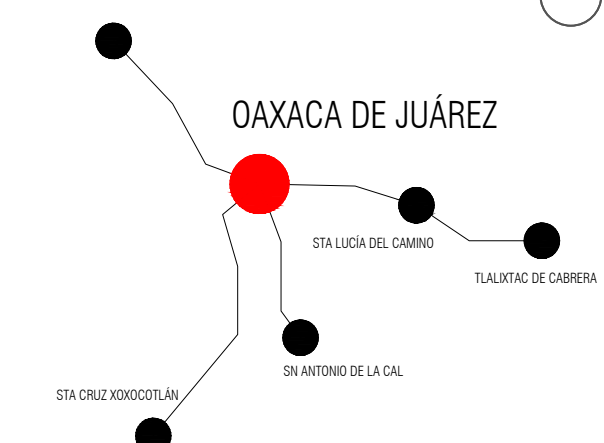 OAXACA DE JUÁREZ
STA LUCÍA DEL CAMINO
TLALIXTAC DE CABRERA
SN ANTONIO DE LA CAL
STA CRUZ XOXOCOTLÁN